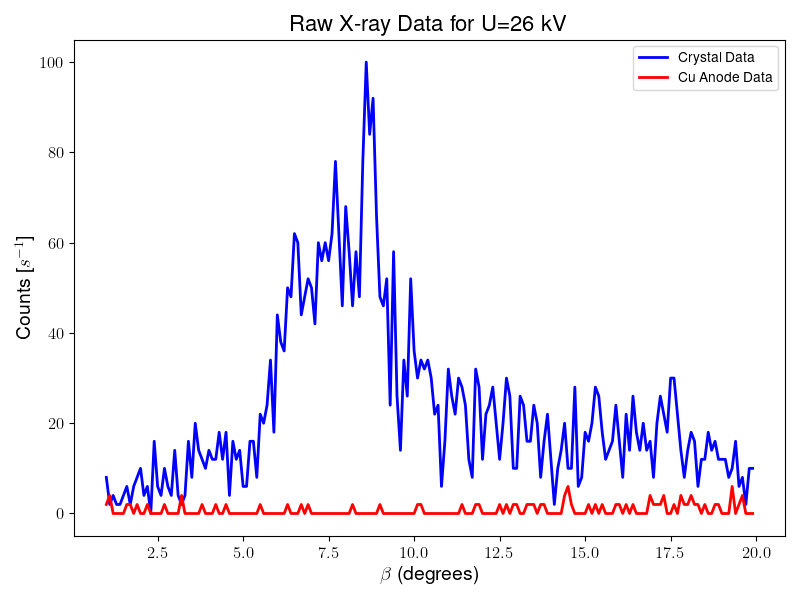 Raw X-ray Data for U=26 kV
Crystal Data
Cu Anode Data
Counts [s⁻¹]
100
80
60
40
20
0
2.5 5.0 7.5 10.0 12.5 15.0 17.5 20.0
β (degrees)